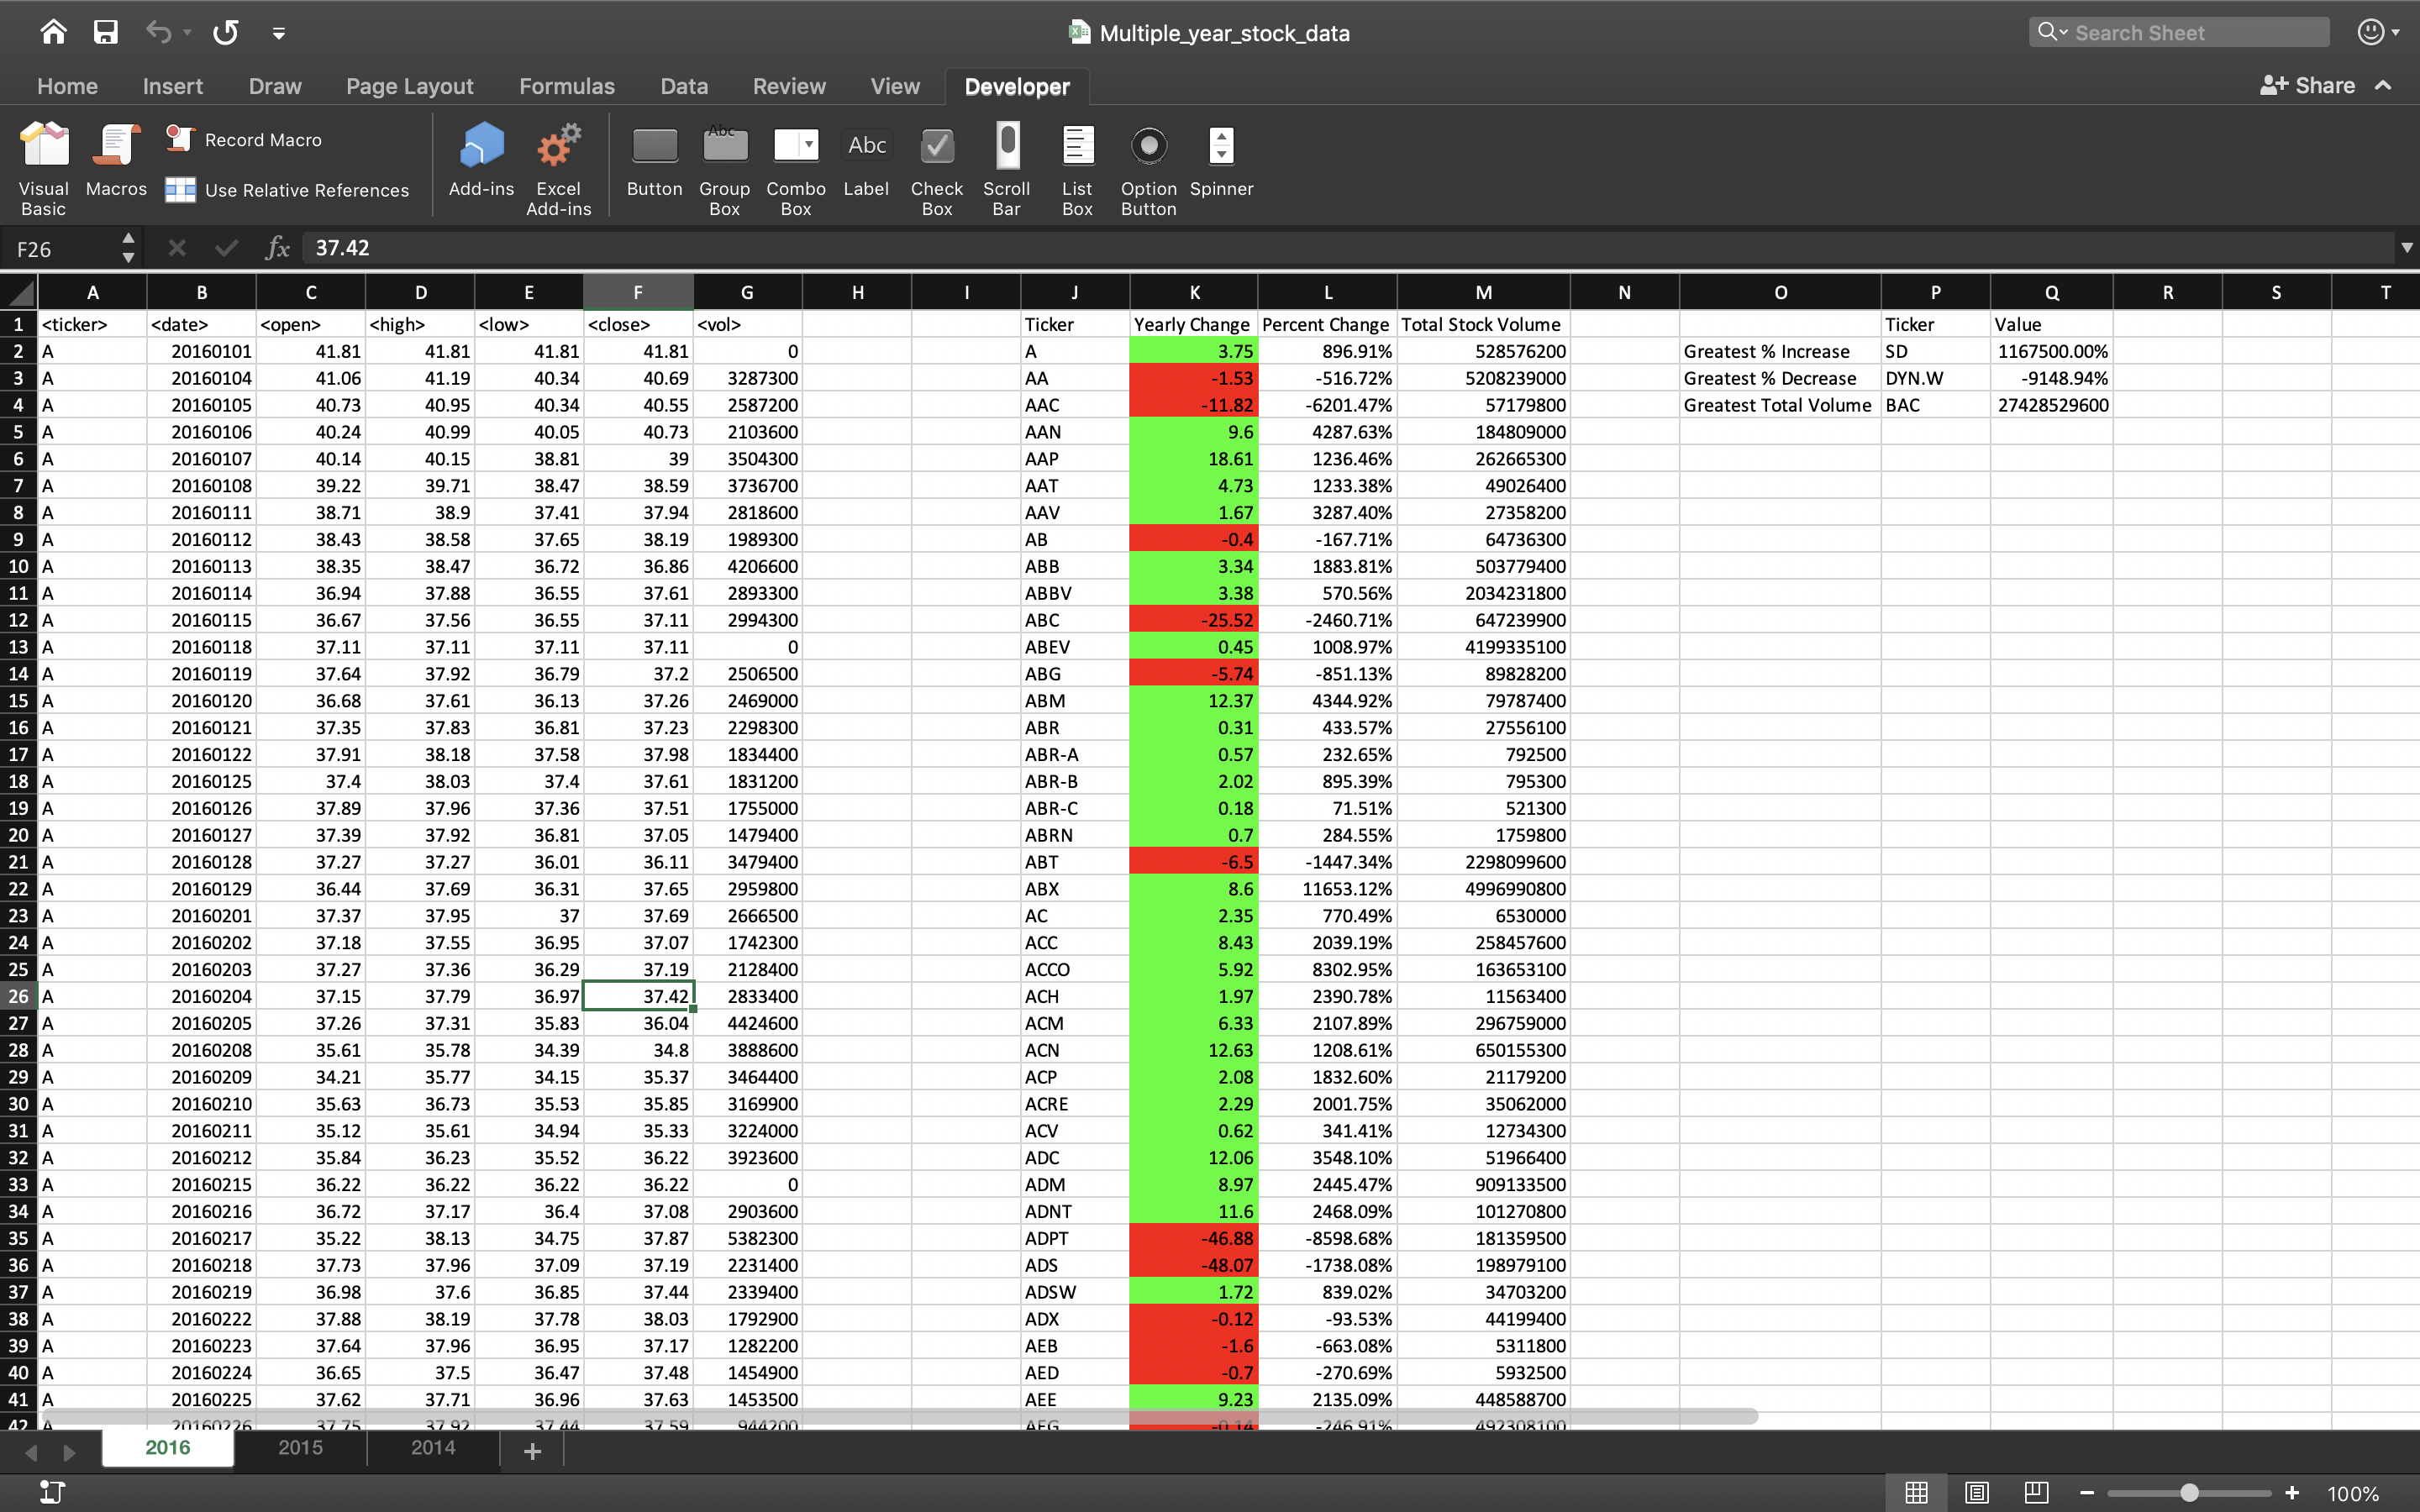 Multiple_year_stock_data
Search Sheet
Home Insert Draw Page Layout Formulas Data Review View Developer Share
Visual Basic Macros Record Macro Use Relative References Add-ins Excel Add-ins Button Abc Group Box Combo Box Abc Label Check Box Scroll Bar List Box Option Button Spinner
F26 fx 37.42
A B C D E F G H I J K L M N O P Q R S T
1 <ticker> <date> <open> <high> <low> <close> <vol> Ticker Yearly Change Percent Change Total Stock Volume Ticker Value
2 A 20160101 41.81 41.81 41.81 41.81 0 A 3.75 896.91% 528576200 Greatest % Increase SD 1167500.00%
3 A 20160104 41.06 41.19 40.34 40.69 3287300 AA -1.53 -516.72% 5208239000 Greatest % Decrease DYN.W -9148.94%
4 A 20160105 40.73 40.95 40.34 40.55 2587200 AAC -11.82 -6201.47% 57179800 Greatest Total Volume BAC 27428529600
5 A 20160106 40.24 40.99 40.05 40.73 2103600 AAN 9.6 4287.63% 184809000
6 A 20160107 40.14 40.15 38.81 39 3504300 AAP 18.61 1236.46% 262665300
7 A 20160108 39.22 39.71 38.47 38.59 3736700 AAT 4.73 1233.38% 49026400
8 A 20160111 38.71 38.9 37.41 37.94 2818600 AAV 1.67 3287.40% 27358200
9 A 20160112 38.43 38.58 37.65 38.19 1989300 AB -0.4 -167.71% 64736300
10 A 20160113 38.35 38.47 36.72 36.86 4206600 ABB 3.34 1883.81% 503779400
11 A 20160114 36.94 37.88 36.55 37.61 2893300 ABBV 3.38 570.56% 2034231800
12 A 20160115 36.67 37.56 36.55 37.11 2994300 ABC -25.52 -2460.71% 647239900
13 A 20160118 37.11 37.11 37.11 37.11 0 ABEV 0.45 1008.97% 4199335100
14 A 20160119 37.64 37.92 36.79 37.2 2506500 ABG -5.74 -851.13% 89828200
15 A 20160120 36.68 37.61 36.13 37.26 2469000 ABM 12.37 4344.92% 79787400
16 A 20160121 37.35 37.83 36.81 37.23 2298300 ABR 0.31 433.57% 27556100
17 A 20160122 37.91 38.18 37.58 37.98 1834400 ABR-A 0.57 232.65% 792500
18 A 20160125 37.4 38.03 37.4 37.61 1831200 ABR-B 2.02 895.39% 795300
19 A 20160126 37.89 37.96 37.36 37.51 1755000 ABR-C 0.18 71.51% 521300
20 A 20160127 37.39 37.92 36.81 37.05 1479400 ABRN 0.7 284.55% 1759800
21 A 20160128 37.27 37.27 36.01 36.11 3479400 ABT -6.5 -1447.34% 2298099600
22 A 20160129 36.44 37.69 36.31 37.65 2959800 ABX 8.6 11653.12% 4996990800
23 A 20160201 37.37 37.95 37 37.69 2666500 AC 2.35 770.49% 6530000
24 A 20160202 37.18 37.55 36.95 37.07 1742300 ACC 8.43 2039.19% 258457600
25 A 20160203 37.27 37.36 36.29 37.19 2128400 ACCO 5.92 8302.95% 163653100
26 A 20160204 37.15 37.79 36.97 37.42 2833400 ACH 1.97 2390.78% 11563400
27 A 20160205 37.26 37.31 35.83 36.04 4424600 ACM 6.33 2107.89% 296759000
28 A 20160208 35.61 35.78 34.39 34.8 3888600 ACN 12.63 1208.61% 650155300
29 A 20160209 34.21 35.77 34.15 35.37 3464400 ACP 2.08 1832.60% 21179200
30 A 20160210 35.63 36.73 35.53 35.85 3169900 ACRE 2.29 2001.75% 35062000
31 A 20160211 35.12 35.61 34.94 35.33 3224000 ACV 0.62 341.41% 12734300
32 A 20160212 35.84 36.23 35.52 36.22 3923600 ADC 12.06 3548.10% 51966400
33 A 20160215 36.22 36.22 36.22 36.22 0 ADM 8.97 2445.47% 909133500
34 A 20160216 36.72 37.17 36.4 37.08 2903600 ADNT 11.6 2468.09% 101270800
35 A 20160217 35.22 38.13 34.75 37.87 5382300 ADPT -46.88 -8598.68% 181359500
36 A 20160218 37.73 37.96 37.09 37.19 2231400 ADS -48.07 -1738.08% 198979100
37 A 20160219 36.98 37.6 36.85 37.44 2339400 ADSW 1.72 839.02% 34703200
38 A 20160222 37.88 38.19 37.78 38.03 1792900 ADX -0.12 -93.53% 44199400
39 A 20160223 37.64 37.96 36.95 37.17 1282200 AEB -1.6 -663.08% 5311800
40 A 20160224 36.65 37.5 36.47 37.48 1454900 AED -0.7 -270.69% 5932500
41 A 20160225 37.62 37.71 36.96 37.63 1453500 AEE 9.23 2135.09% 448588700
42 A 20160226 37.75 37.92 37.44 37.59 944200 AEG -0.14 -246.91% 492308100
2016 2015 2014
100%